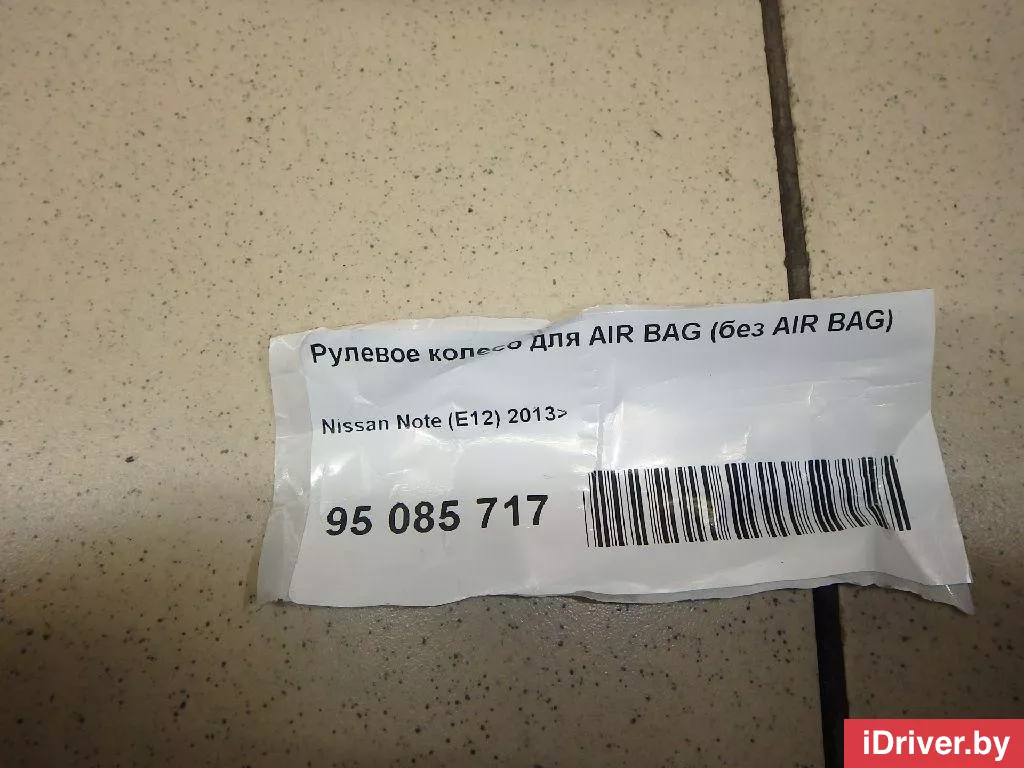 Рулевое колесо для AIR BAG (без AIR BAG)
Nissan Note (E12) 2013>
95 085 717
iDriver.by